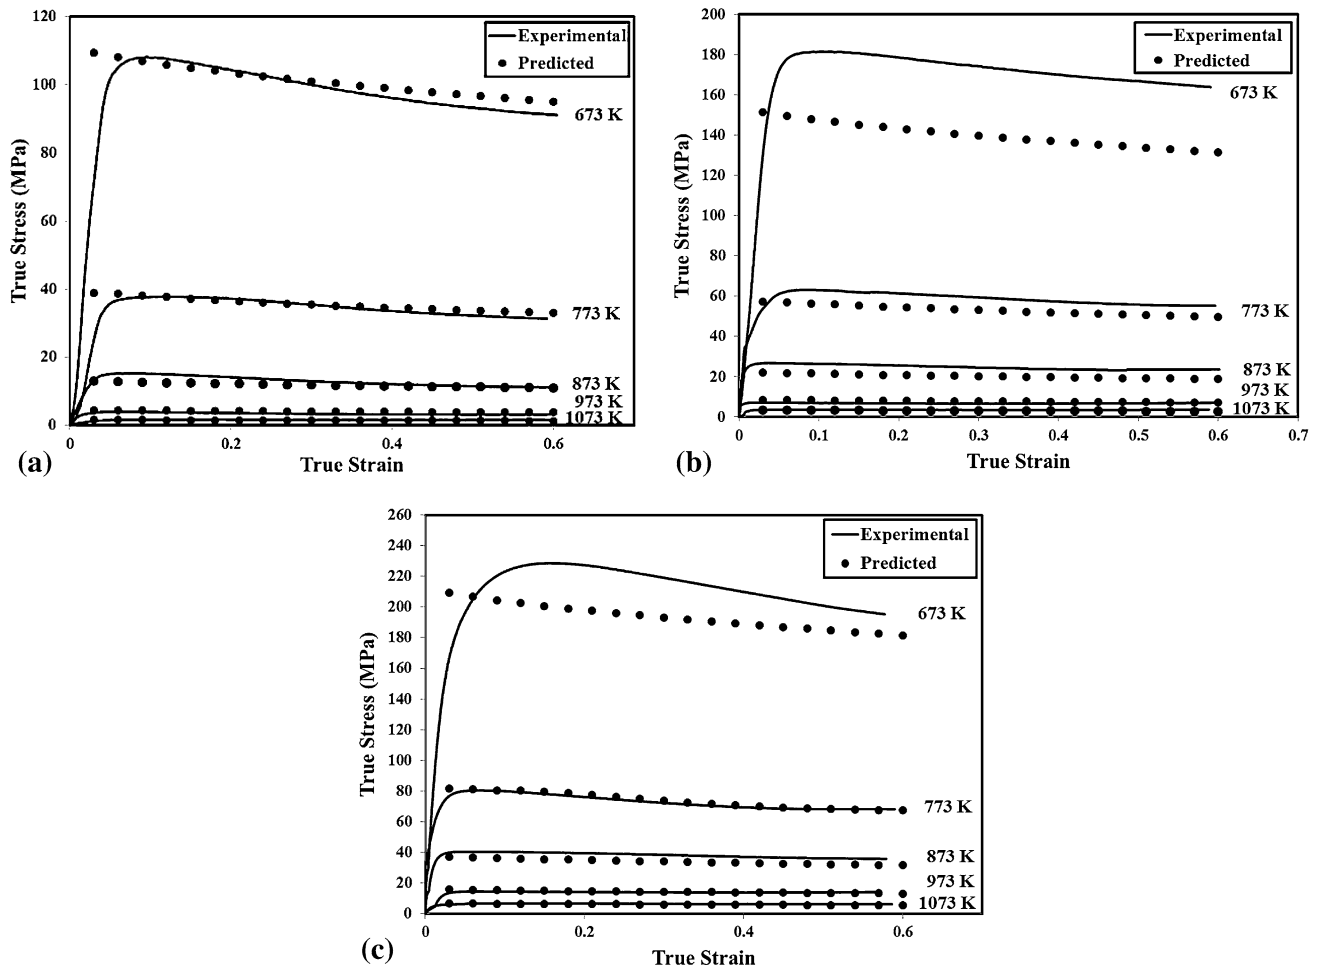 120
100
80
60
40
20
0
True Stress (MPa)
Experimental
Predicted
673 K
773 K
873 K
973 K
1073 K
0
0.2
0.4
0.6
True Strain
(a)
200
180
160
140
120
100
80
60
40
20
0
True Stress (MPa)
Experimental
Predicted
673 K
773 K
873 K
973 K
1073 K
0
0.1
0.2
0.3
0.4
0.5
0.6
0.7
True Strain
(b)
260
240
220
200
180
160
140
120
100
80
60
40
20
0
True Stress (MPa)
Experimental
Predicted
673 K
773 K
873 K
973 K
1073 K
0
0.2
0.4
0.6
True Strain
(c)